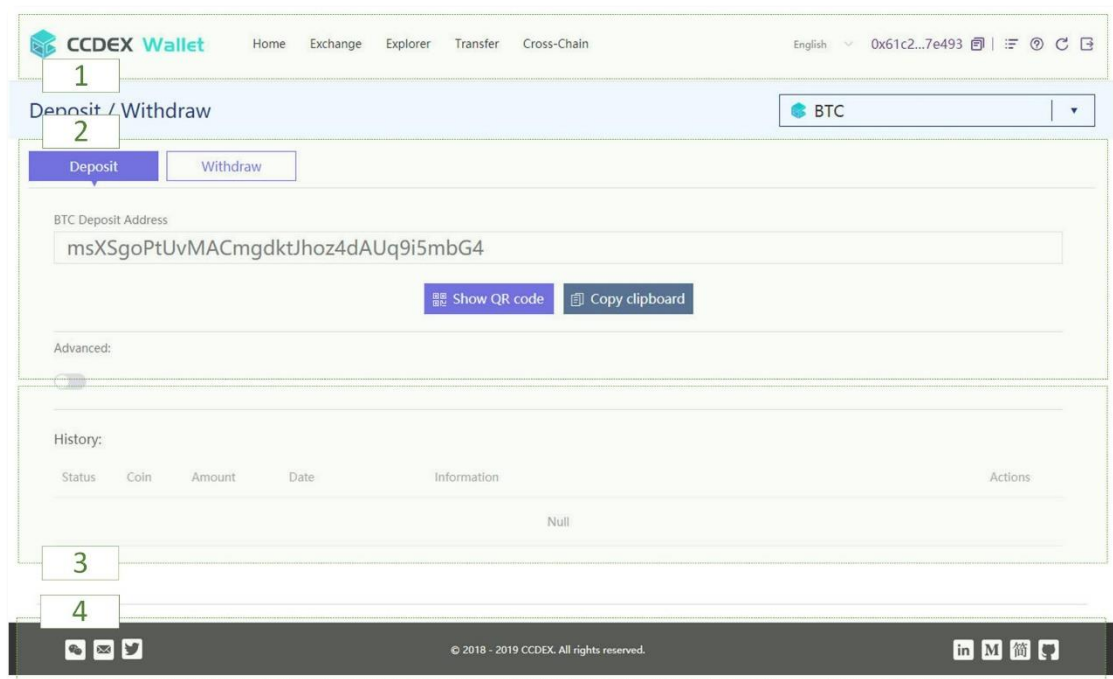 CCDEX Wallet Home Exchange Explorer Transfer Cross-Chain English 0x61c2...7e493
1
Deposit / Withdraw BTC
2
Deposit Withdraw
BTC Deposit Address
msXSgoPtUvMACmgdktJhoz4dAUq9i5mbG4
Show QR code Copy clipboard
Advanced:
History:
Status Coin Amount Date Information Actions
Null
3
4
© 2018 - 2019 CCDEX. All rights reserved. in M 简